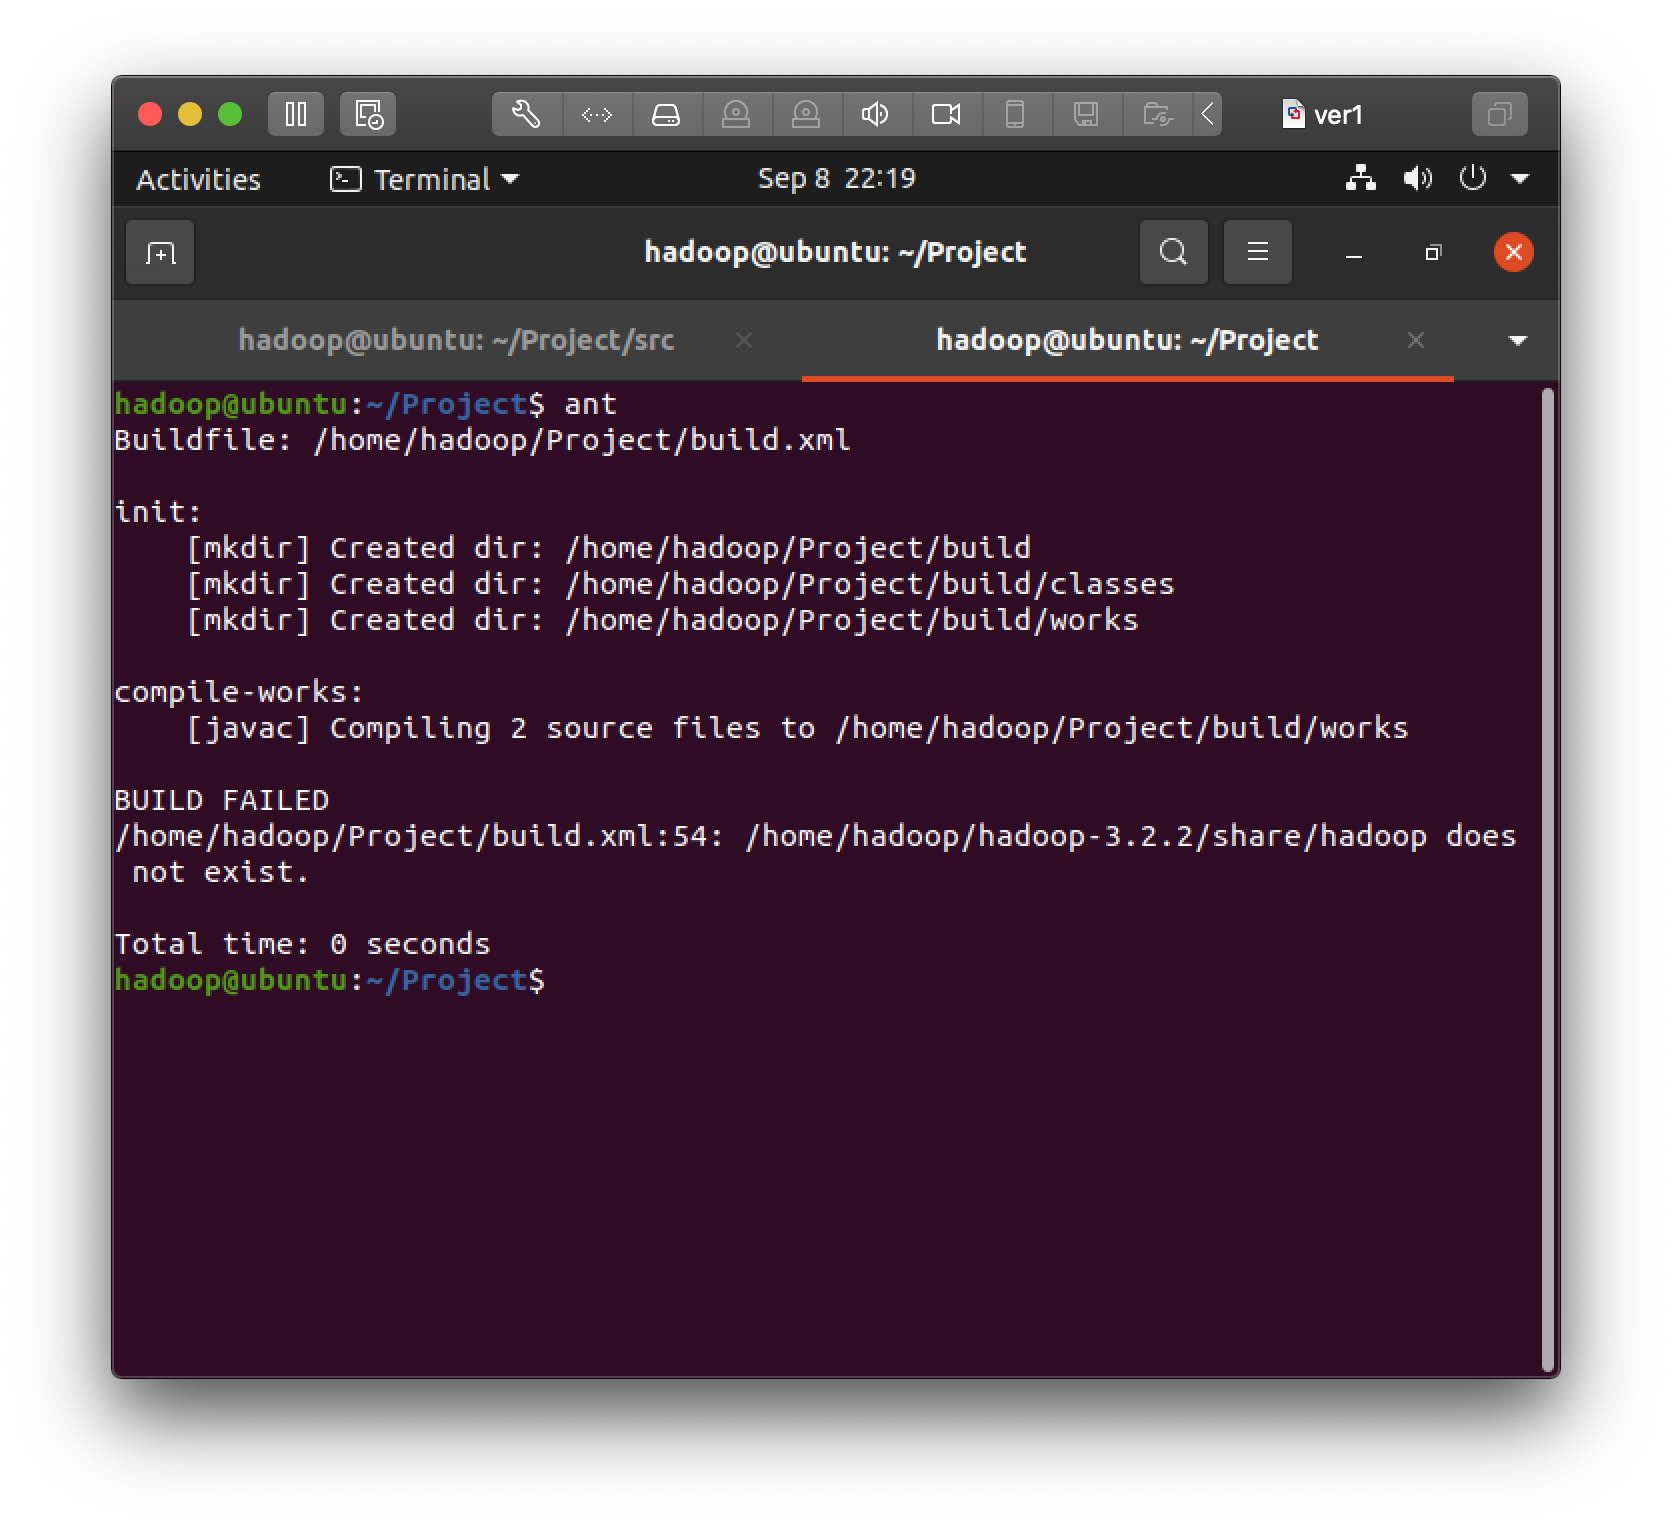 ver1
Activities Terminal Sep 8 22:19
hadoop@ubuntu: ~/Project
hadoop@ubuntu: ~/Project/src hadoop@ubuntu: ~/Project
hadoop@ubuntu:~/Project$ ant
Buildfile: /home/hadoop/Project/build.xml
init:
[mkdir] Created dir: /home/hadoop/Project/build
[mkdir] Created dir: /home/hadoop/Project/build/classes
[mkdir] Created dir: /home/hadoop/Project/build/works
compile-works:
[javac] Compiling 2 source files to /home/hadoop/Project/build/works
BUILD FAILED
/home/hadoop/Project/build.xml:54: /home/hadoop/hadoop-3.2.2/share/hadoop does
not exist.
Total time: 0 seconds
hadoop@ubuntu:~/Project$